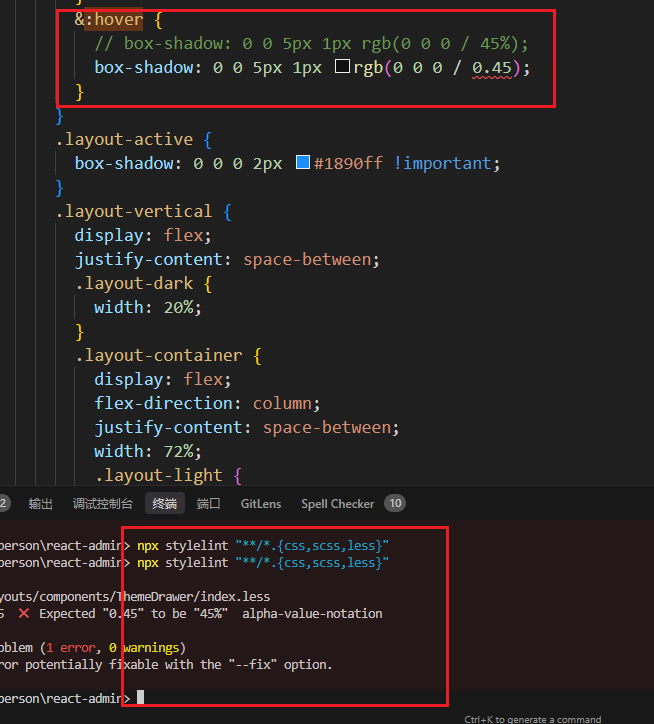 }
&:hover {
// box-shadow: 0 0 5px 1px rgb(0 0 0 / 45%);
box-shadow: 0 0 5px 1px rgb(0 0 0 / 0.45);
}
}
.layout-active {
box-shadow: 0 0 0 2px #1890ff !important;
}
.layout-vertical {
display: flex;
justify-content: space-between;
.layout-dark {
width: 20%;
}
.layout-container {
display: flex;
flex-direction: column;
justify-content: space-between;
width: 72%;
.layout-light {
2 输出 调试控制台 终端 端口 GitLens Spell Checker 10
person\react-admin> npx stylelint "**/*.{css,scss,less}"
person\react-admin> npx stylelint "**/*.{css,scss,less}"
youts/components/ThemeDrawer/index.less
5 ✖ Expected "0.45" to be "45%" alpha-value-notation
oblem (1 error, 0 warnings)
ror potentially fixable with the "--fix" option.
person\react-admin>
Ctrl+K to generate a command